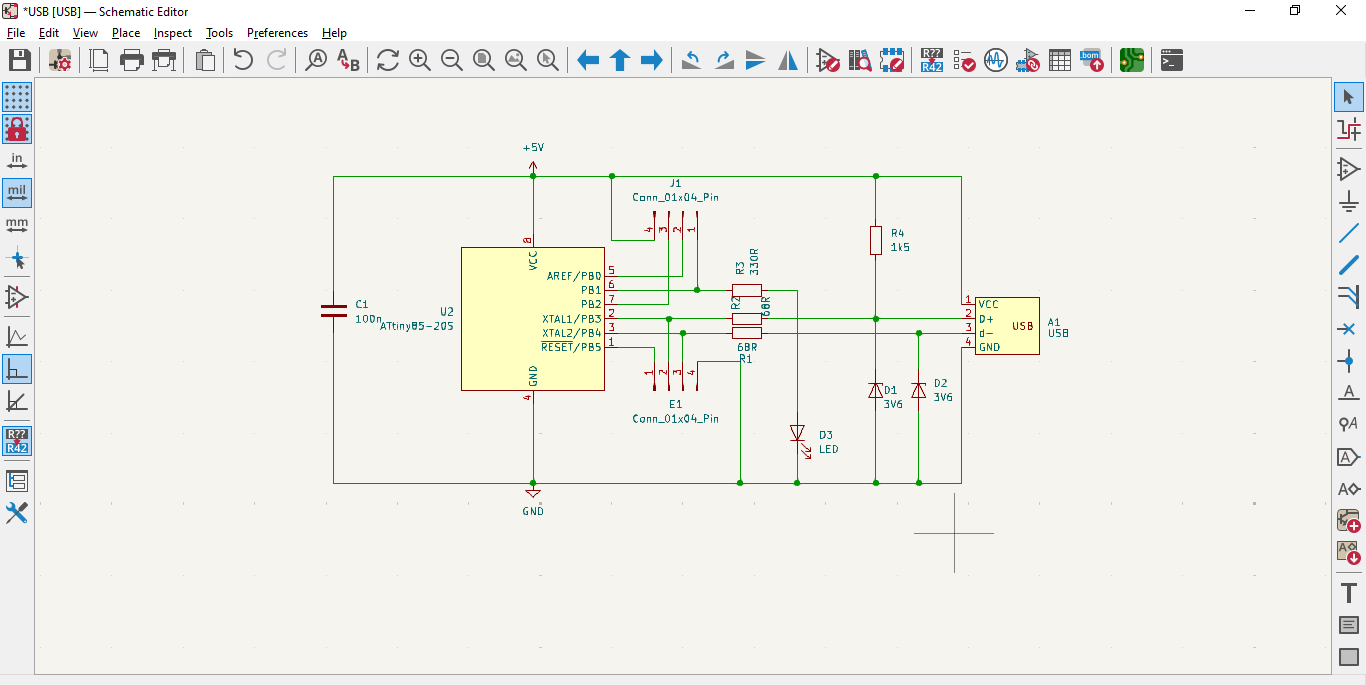 *USB [USB] — Schematic Editor
File Edit View Place Inspect Tools Preferences Help
R??
R42
bom
in
mil
mm
R??
R42
+5V
J1
Conn_01x04_Pin
4 3 2 1
8
VCC
AREF/PB0 5
PB1 6
PB2 7
XTAL1/PB3 2
XTAL2/PB4 3
RESET/PB5 1
GND
4
U2
ATtiny85-20S
C1
100n
R3
330R
R2
68R
68R
R1
R4
1k5
1 VCC
2 D+
3 d-
4 GND
USB
A1
USB
1 2 3 4
E1
Conn_01x04_Pin
D1
3V6
D2
3V6
D3
LED
GND
A
A
A
A
A
T